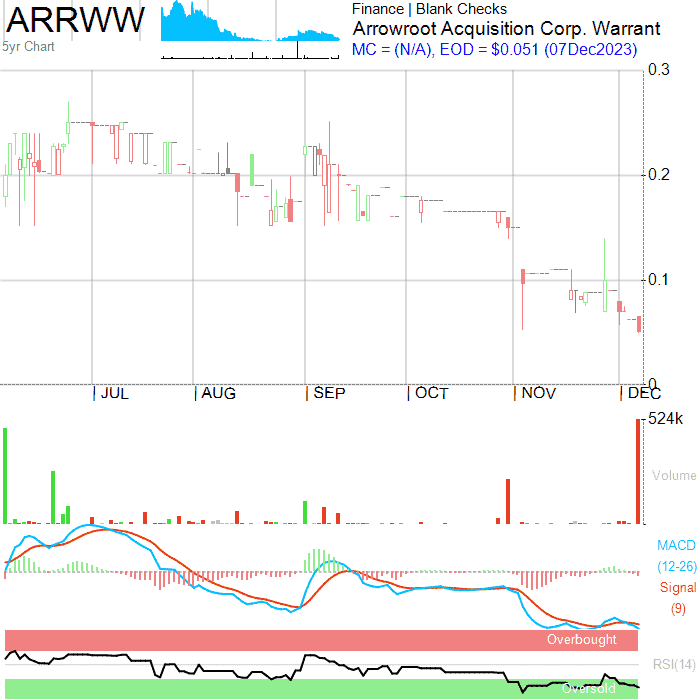 ARRWW
5yr Chart
Finance | Blank Checks
Arrowroot Acquisition Corp. Warrant
MC = (N/A), EOD = $0.051 (07Dec2023)
0.3
0.2
0.1
0
JUL AUG SEP OCT NOV DEC
524k
Volume
MACD
(12-26)
Signal
(9)
Overbought
RSI(14)
Oversold